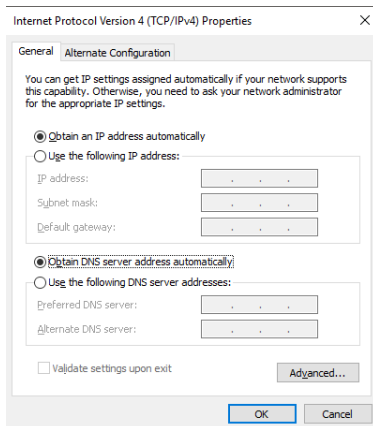 Internet Protocol Version 4 (TCP/IPv4) Properties
General Alternate Configuration
You can get IP settings assigned automatically if your network supports
this capability. Otherwise, you need to ask your network administrator
for the appropriate IP settings.
Obtain an IP address automatically
Use the following IP address:
IP address:
Subnet mask:
Default gateway:
Obtain DNS server address automatically
Use the following DNS server addresses:
Preferred DNS server:
Alternate DNS server:
Validate settings upon exit
Advanced...
OK Cancel